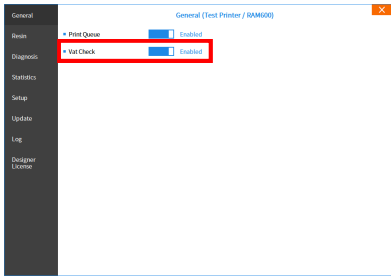 General
General (Test Printer / RAM600)
X
Resin
Print Queue
Enabled
Vat Check
Enabled
Diagnosis
Statistics
Setup
Update
Log
Designer
License